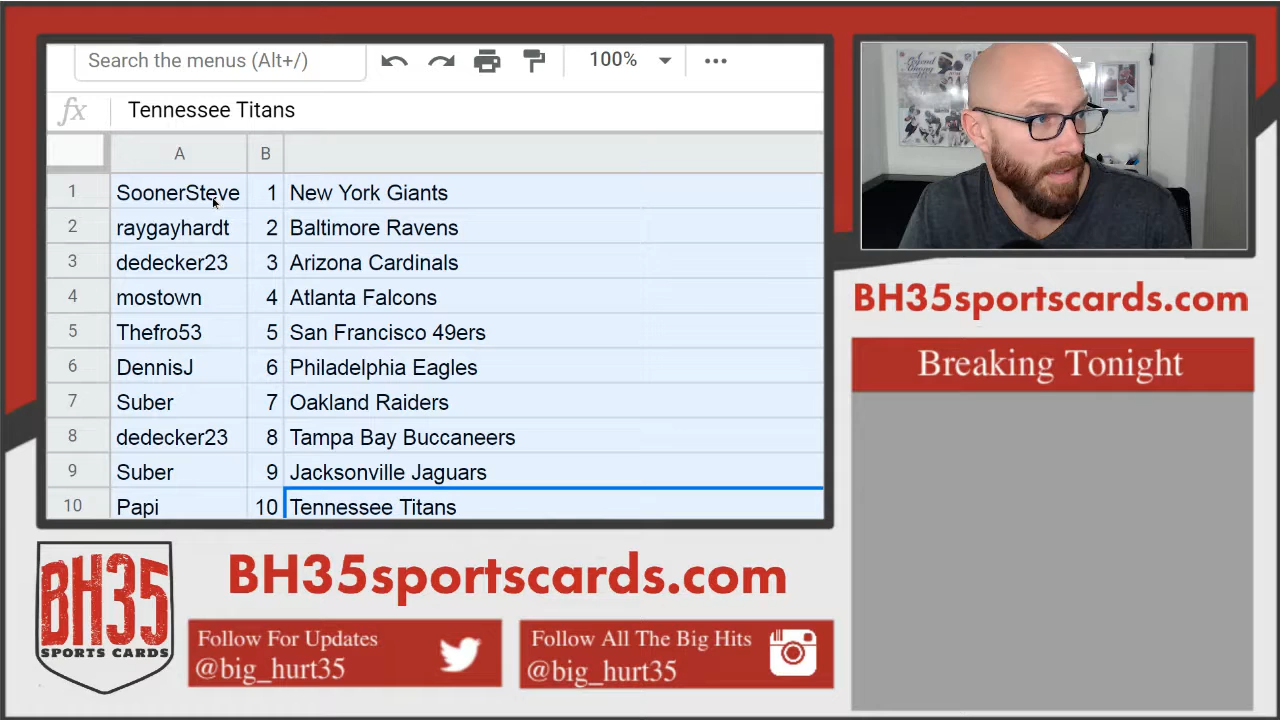 Search the menus (Alt+/)
100%
fx Tennessee Titans
A B
1 SoonerSteve 1 New York Giants
2 raygayhardt 2 Baltimore Ravens
3 dedecker23 3 Arizona Cardinals
4 mostown 4 Atlanta Falcons
5 Thefro53 5 San Francisco 49ers
6 DennisJ 6 Philadelphia Eagles
7 Suber 7 Oakland Raiders
8 dedecker23 8 Tampa Bay Buccaneers
9 Suber 9 Jacksonville Jaguars
10 Papi 10 Tennessee Titans
BH35sportscards.com
Breaking Tonight
BH35
SPORTS CARDS
BH35sportscards.com
Follow For Updates
@big_hurt35
Follow All The Big Hits
@big_hurt35